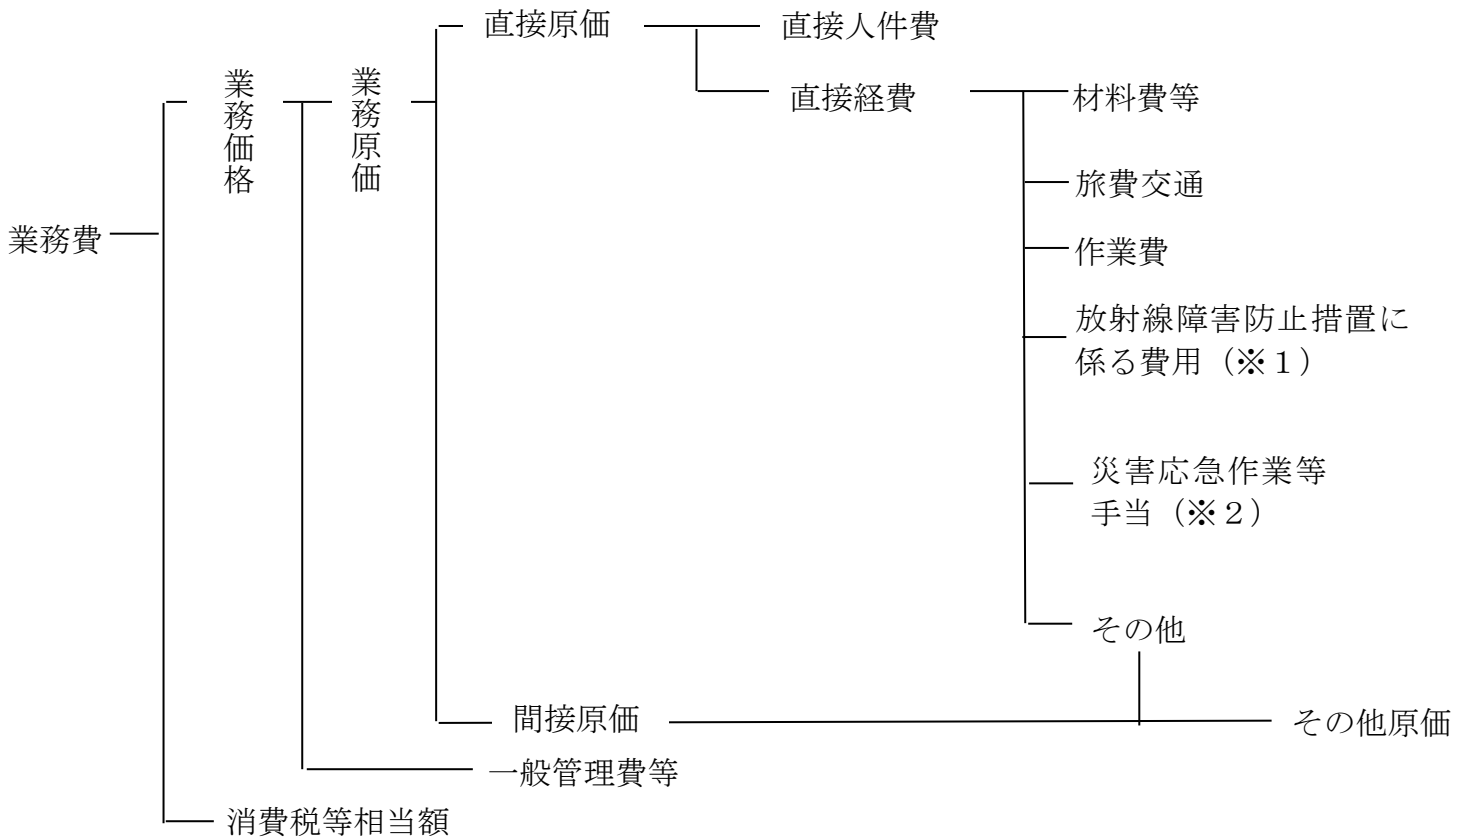 直接原価
直接人件費
業務価格
業務原価
直接経費
材料費等
旅費交通
業務費
作業費
放射線障害防止措置に
係る費用（※１）
災害応急作業等
手当（※２）
その他
間接原価
その他原価
一般管理費等
消費税等相当額